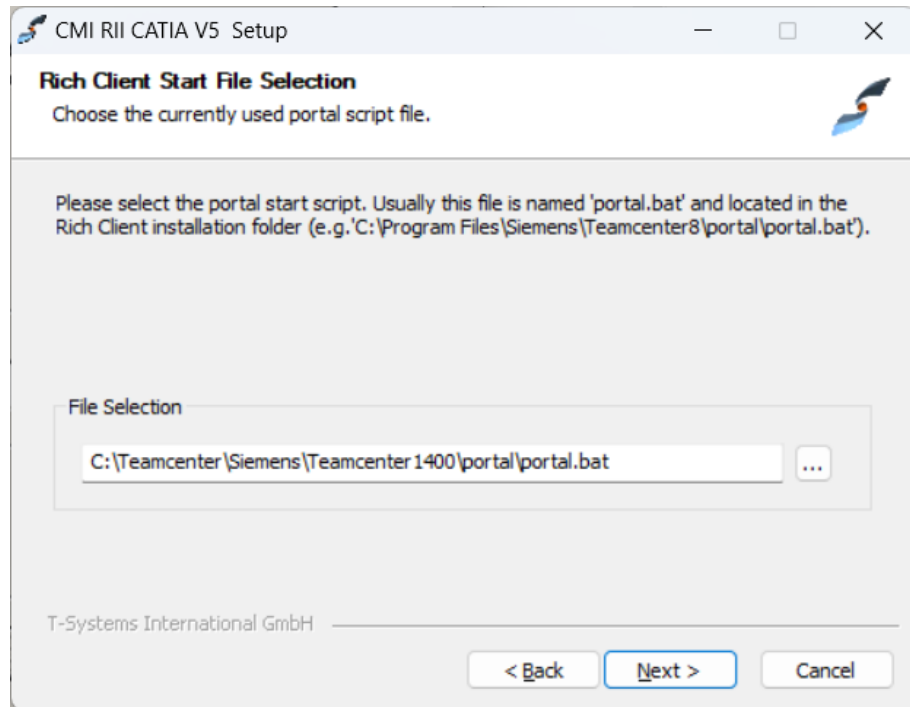 CMI RII CATIA V5  Setup
Rich Client Start File Selection
Choose the currently used portal script file.
Please select the portal start script. Usually this file is named 'portal.bat' and located in the
Rich Client installation folder (e.g.'C:\Program Files\Siemens\Teamcenter8\portal\portal.bat').
File Selection
C:\Teamcenter\Siemens\Teamcenter1400\portal\portal.bat
...
T-Systems International GmbH
< Back
Next >
Cancel